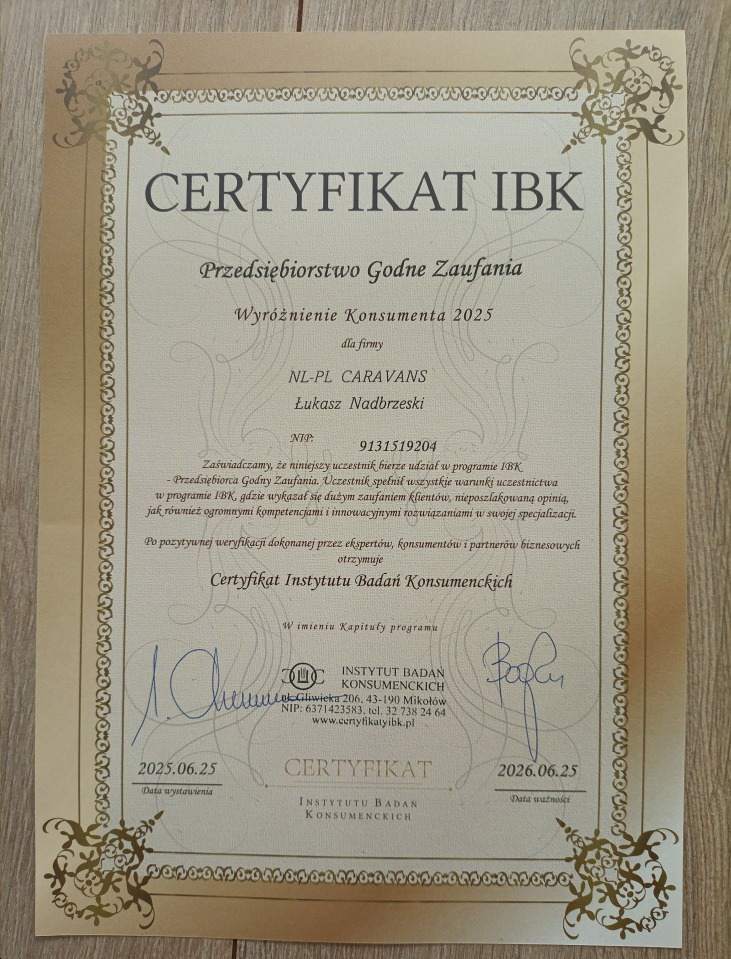 CERTYFIKAT IBK
Przedsiębiorstwo Godne Zaufania
Wyróżnienie Konsumenta 2025
dla firmy
NL-PL CARAVANS
Łukasz Nadbrzeski
NIP: 9131519204
Zaświadczamy, że niniejszy uczestnik bierze udział w programie IBK
- Przedsiębiorca Godny Zaufania. Uczestnik spełnił wszystkie warunki uczestnictwa
w programie IBK, gdzie wykazał się dużym zaufaniem klientów, nieposzlakowaną opinią,
jak również ogromnymi kompetencjami i innowacyjnymi rozwiązaniami w swojej specjalizacji.
Po pozytywnej weryfikacji dokonanej przez ekspertów, konsumentów i partnerów biznesowych
otrzymuje
Certyfikat Instytutu Badań Konsumenckich
W imieniu Kapituły programu
INSTYTUT BADAŃ
KONSUMENCKICH
ul. Gliwicka 206, 43-190 Mikołów
NIP: 6371423583, tel. 32 738 24 64
www.certyfikatyibk.pl
2025.06.25
Data wystawienia
CERTYFIKAT
INSTYTUTU BADAŃ
KONSUMENCKICH
2026.06.25
Data ważności